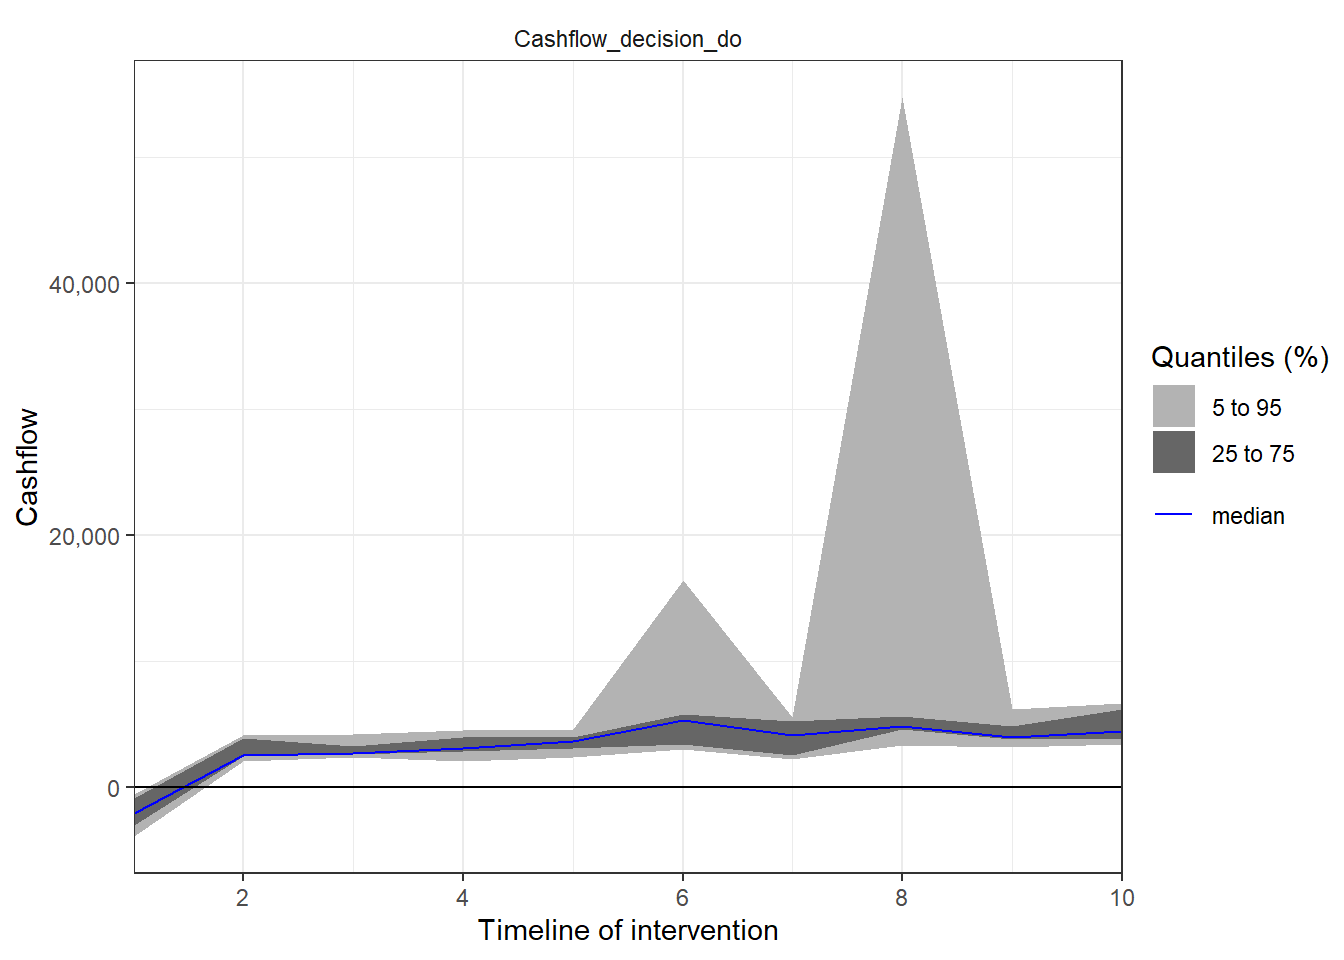 Cashflow_decision_do
40,000
20,000
0
Cashflow
2 4 6 8 10
Timeline of intervention
Quantiles (%)
5 to 95
25 to 75
median